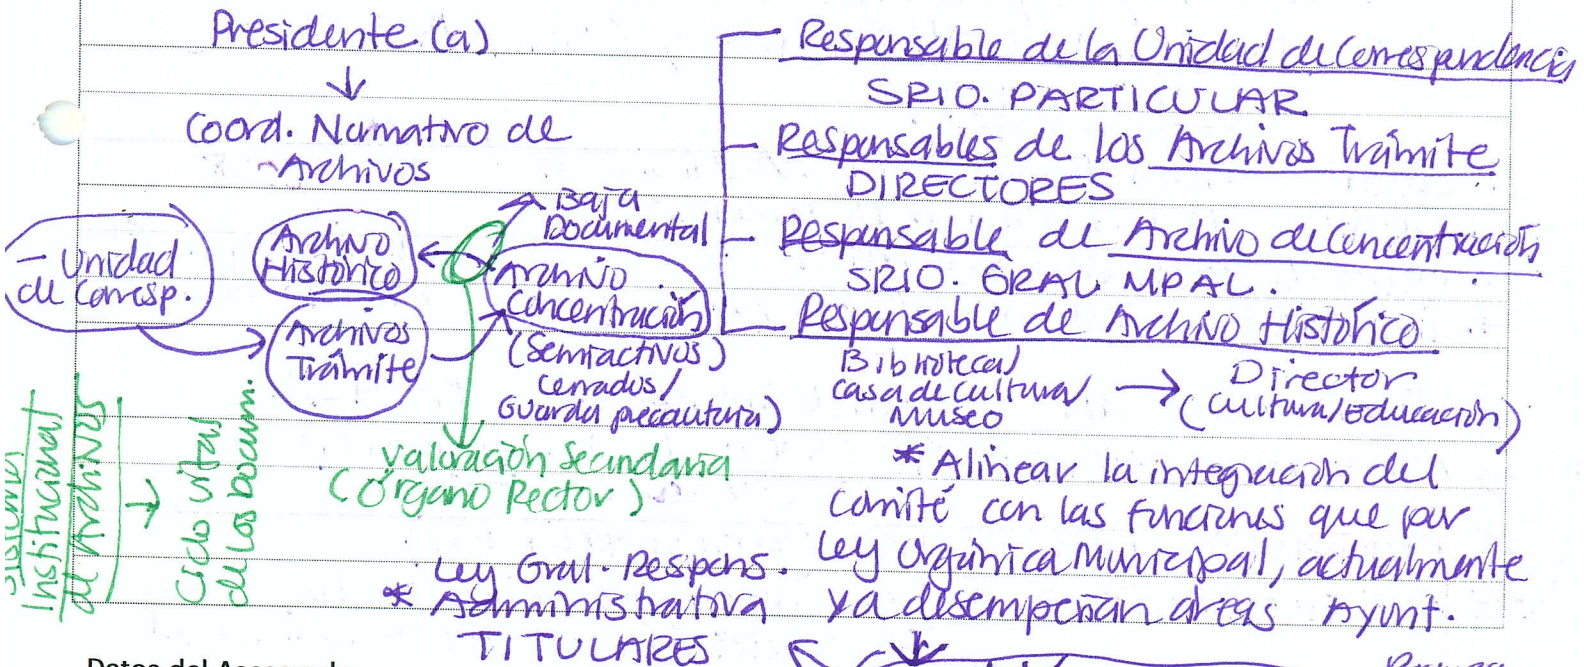 Presidente (a)
Coord. Normativo de
Archivos
- Unidad
de Corresp.
Archivo
Histórico
Archivos
Trámite
Baja
Documental
Archivo
Concentración
(Semiactivos)
Cerrados/
Guarda precautoria)
Valoración Secundaria
(Órgano Rector)
Sistema
Institucional
de Archivos
Ciclo vital
de los Docum.
Responsable de la Unidad de Correspondencia
SRIO. PARTICULAR
Responsables de los Archivos Trámite
DIRECTORES
Responsable de Archivo de Concentración
SRIO. GRAL. MPAL.
Responsable de Archivo Histórico
Biblioteca/
Casa de Cultura/
Museo
Director
(Cultura/Educación)
* Alinear la integración del
Comité con las funciones que por
Ley Orgánica Municipal, actualmente
ya desempeñan áreas Ayunt.
Ley Gral. Respons.
* Administrativa
TITULARES